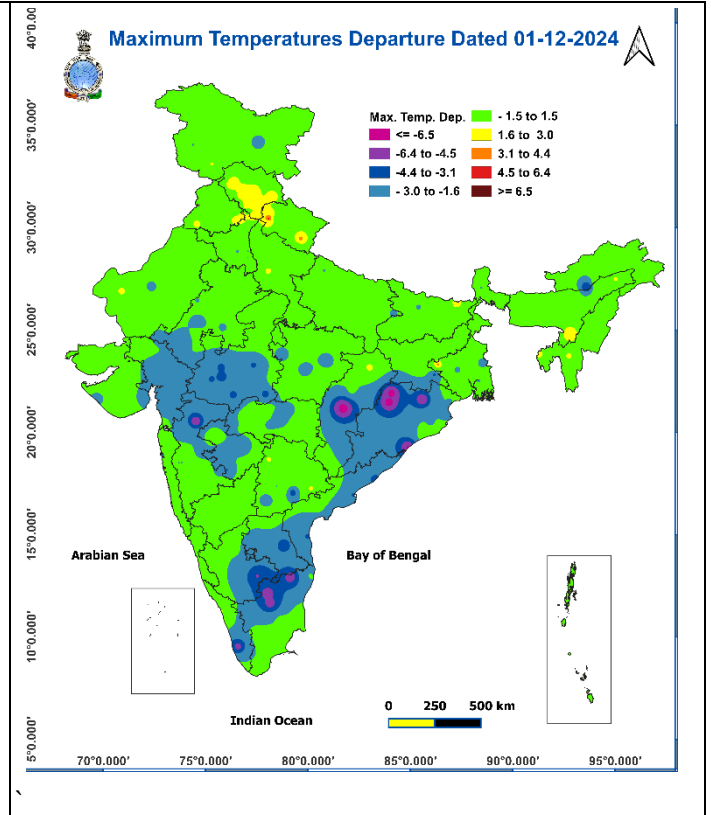 Maximum Temperatures Departure Dated 01-12-2024
Max. Temp. Dep.
<= -6.5
-6.4 to -4.5
-4.4 to -3.1
- 3.0 to -1.6
- 1.5 to 1.5
1.6 to 3.0
3.1 to 4.4
4.5 to 6.4
>= 6.5
40°0.00
35°0.000'
30°0.000'
25°0.000'
20°0.000'
15°0.000'
10°0.000'
5°0.000'
Arabian Sea
Bay of Bengal
Indian Ocean
0 250 500 km
70°0.000'
75°0.000'
80°0.000'
85°0.000'
90°0.000'
95°0.000'
`